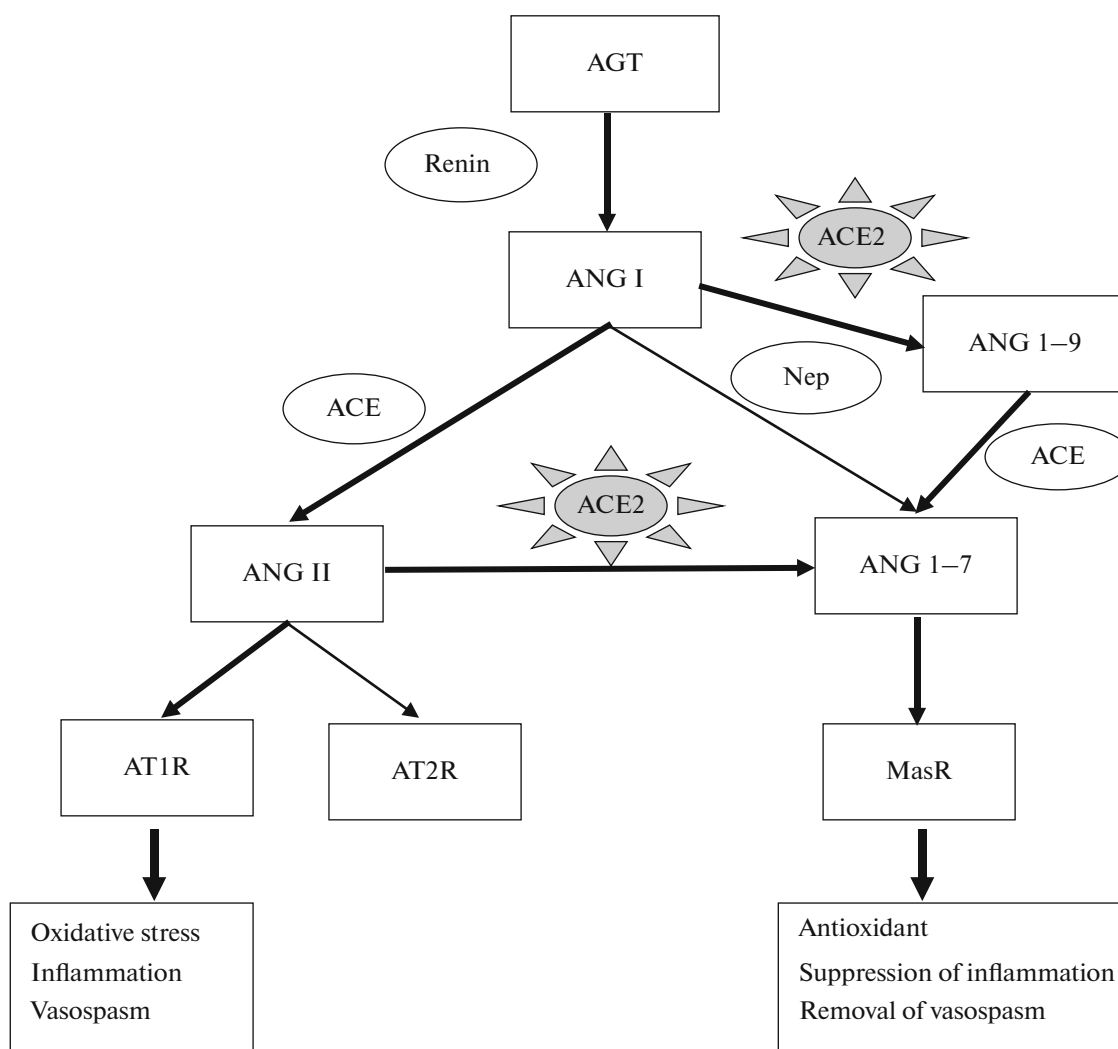 AGT
Renin
ACE2
ANG I
ANG 1–9
Nep
ACE
ACE
ACE2
ANG II
ANG 1–7
AT1R
AT2R
MasR
Oxidative stress
Inflammation
Vasospasm
Antioxidant
Suppression of inflammation
Removal of vasospasm